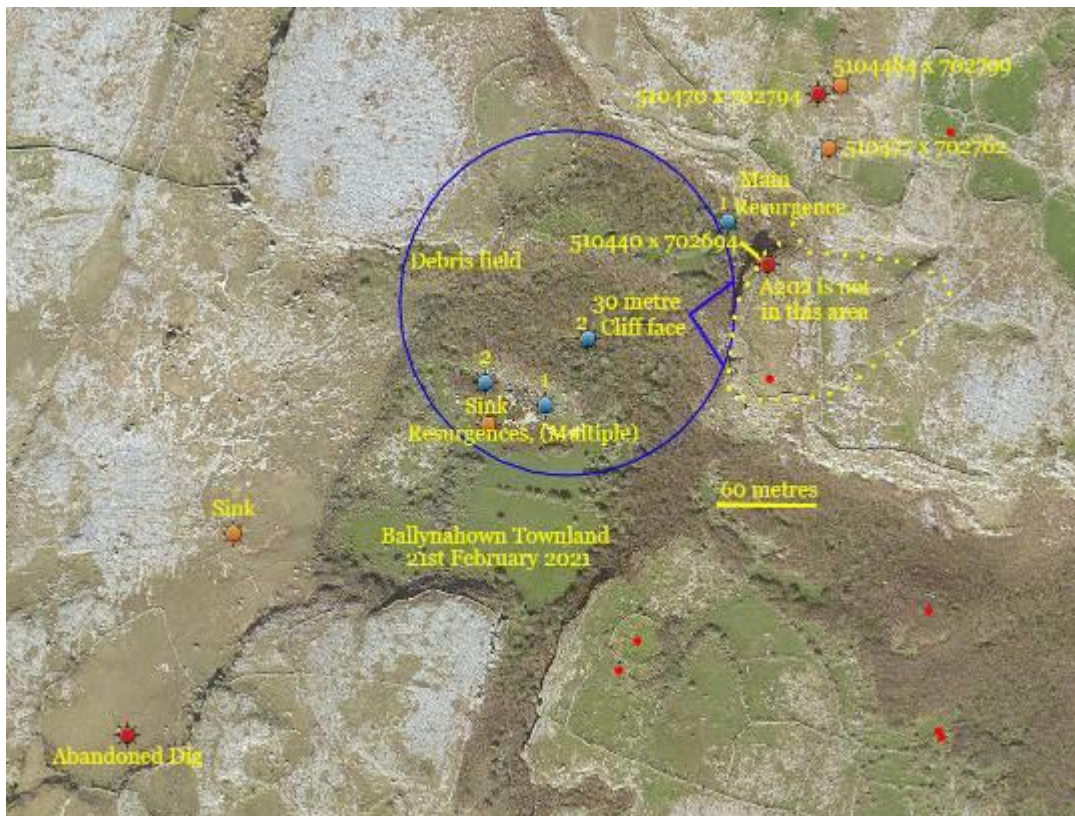 5104484 x 702799
510470 x 702794
510477 x 702762
Main
1 Resurgence
510440 x 702694
Debris field
A202 is not
in this area
30 metre
Cliff face
2
2
1
Sink
Resurgences, (Multiple)
60 metres
Sink
Ballynahown Townland
21st February 2021
Abandoned Dig